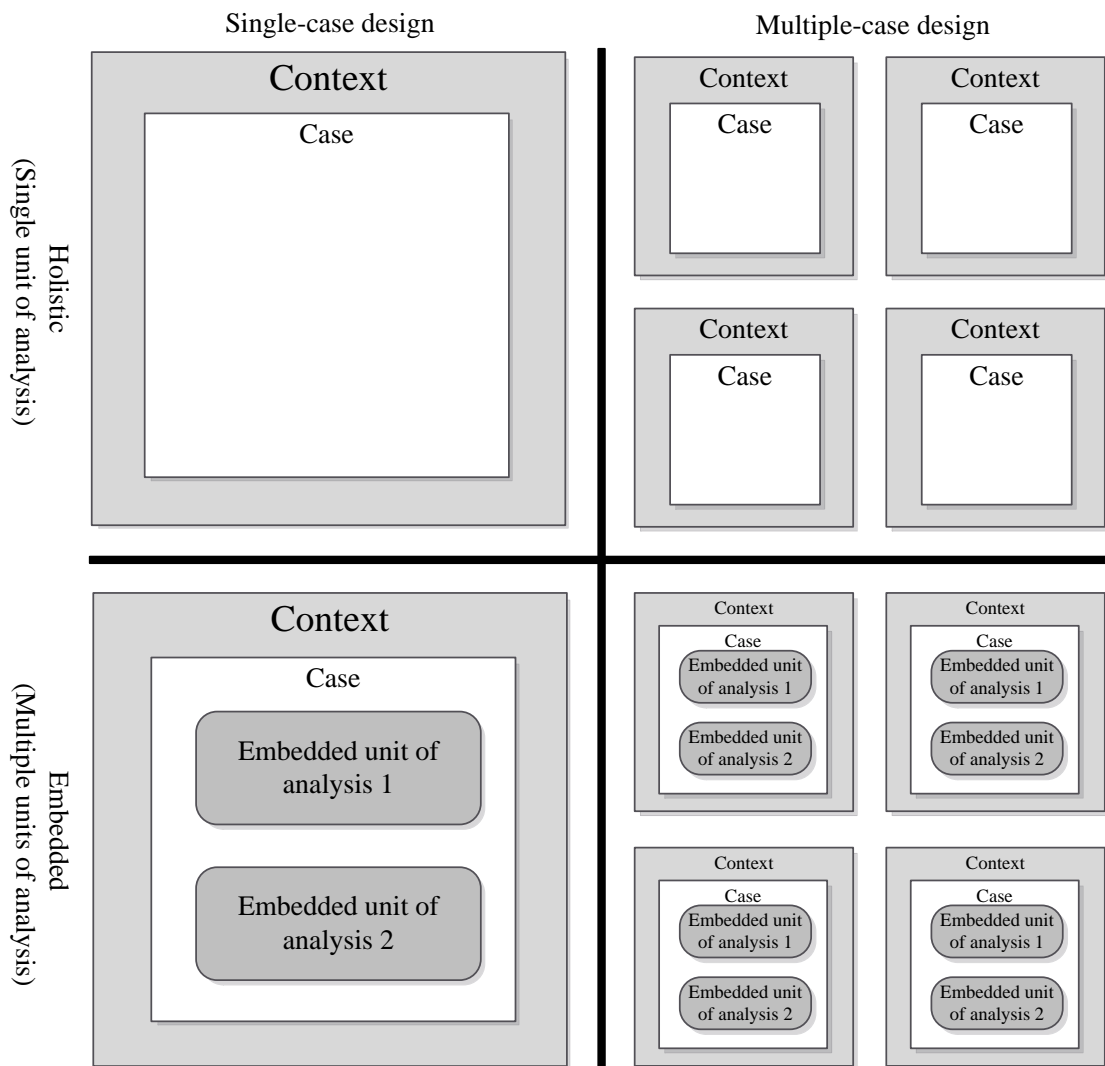 Single-case design
Multiple-case design
Holistic
(Single unit of analysis)
Context
Case
Context
Case
Context
Case
Context
Case
Context
Case
Embedded
(Multiple units of analysis)
Context
Case
Embedded unit of
analysis 1
Embedded unit of
analysis 2
Context
Case
Embedded unit
of analysis 1
Embedded unit
of analysis 2
Context
Case
Embedded unit
of analysis 1
Embedded unit
of analysis 2
Context
Case
Embedded unit
of analysis 1
Embedded unit
of analysis 2
Context
Case
Embedded unit
of analysis 1
Embedded unit
of analysis 2